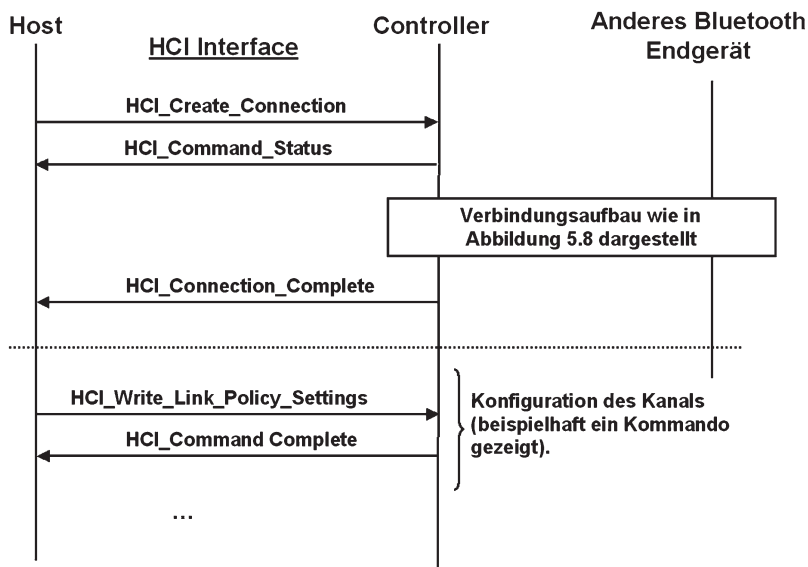 Host
HCI Interface
Controller
Anderes Bluetooth
Endgerät
HCI_Create_Connection
HCI_Command_Status
Verbindungsaufbau wie in
Abbildung 5.8 dargestellt
HCI_Connection_Complete
HCI_Write_Link_Policy_Settings
HCI_Command Complete
Konfiguration des Kanals
(beispielhaft ein Kommando
gezeigt).
...